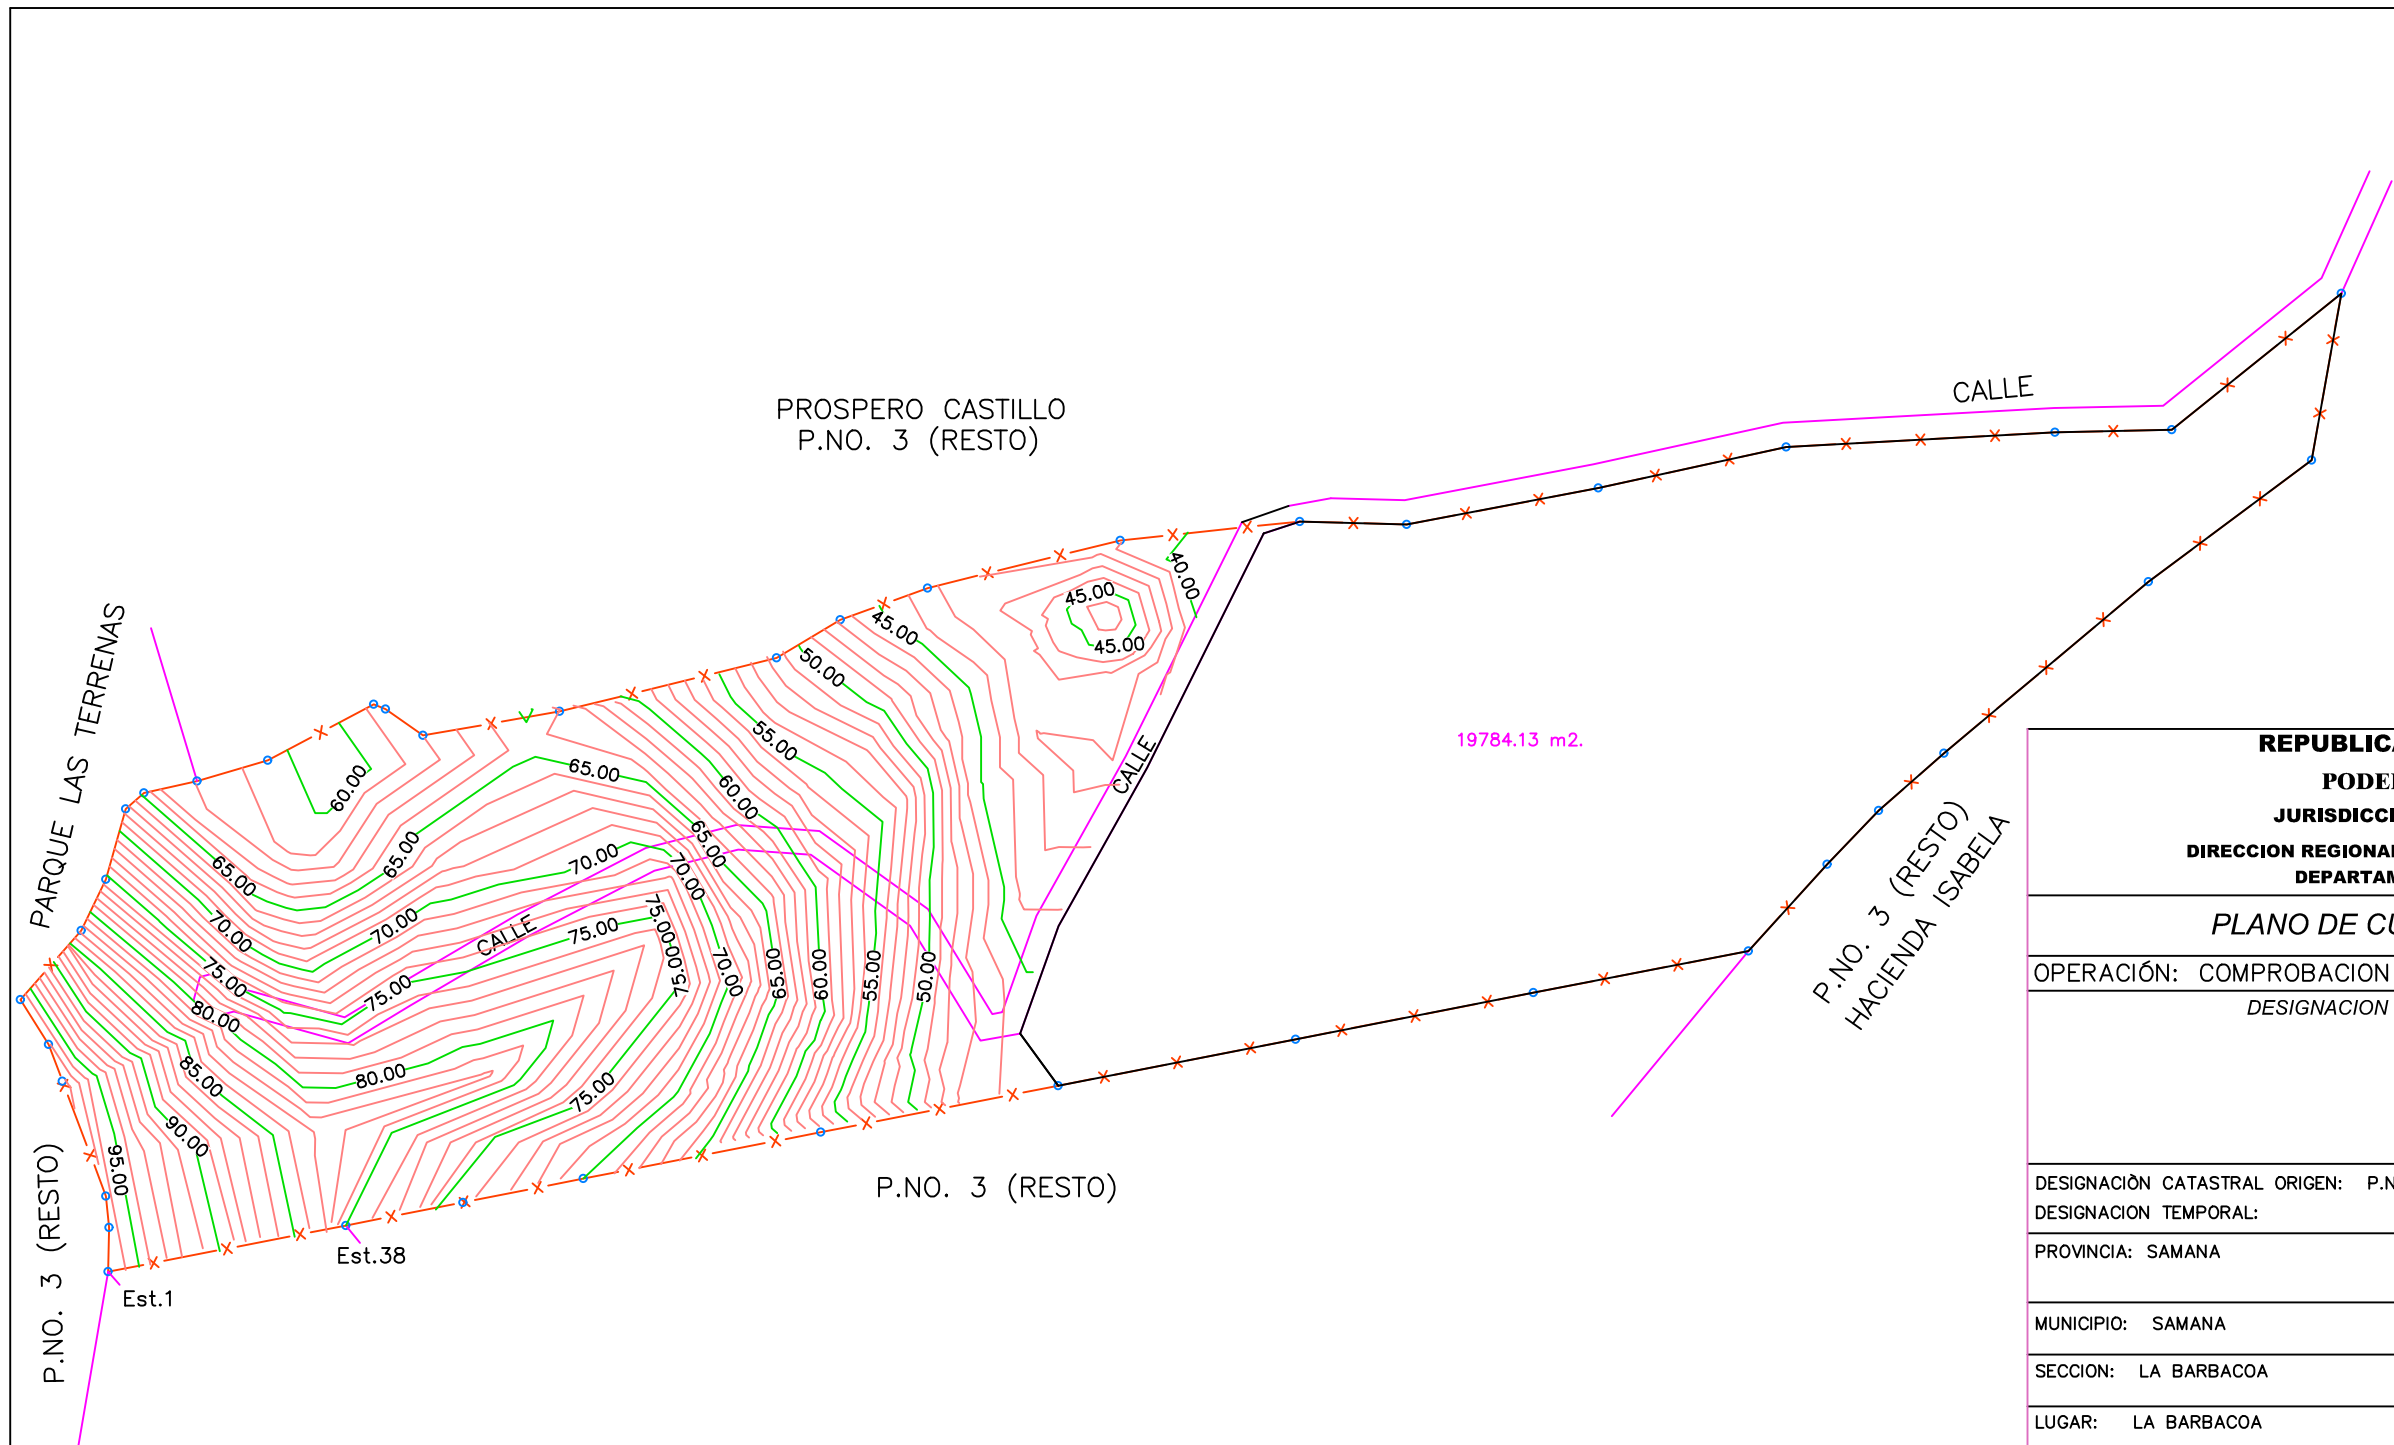 PROSPERO CASTILLO
P.NO. 3 (RESTO)
CALLE
PARQUE LAS TERRENAS
40.00
45.00
45.00
45.00
50.00
55.00
60.00
65.00
60.00
65.00
65.00
70.00
70.00
70.00
70.00
65.00
75.00
75.00
75.00
75.00
75.00
CALLE
80.00
80.00
85.00
90.00
95.00
75.00
70.00
65.00
60.00
55.00
50.00
CALLE
19784.13 m2.
P.NO. 3 (RESTO)
HACIENDA ISABELA
P.NO. 3 (RESTO)
P.NO. 3 (RESTO)
Est.38
Est.1
REPUBLICA
PODE
JURISDICCI
DIRECCION REGIONAL
DEPARTAM
PLANO DE CU
OPERACIÓN: COMPROBACION
DESIGNACION
DESIGNACIÒN CATASTRAL ORIGEN: P.N
DESIGNACION TEMPORAL:
PROVINCIA: SAMANA
MUNICIPIO: SAMANA
SECCION: LA BARBACOA
LUGAR: LA BARBACOA